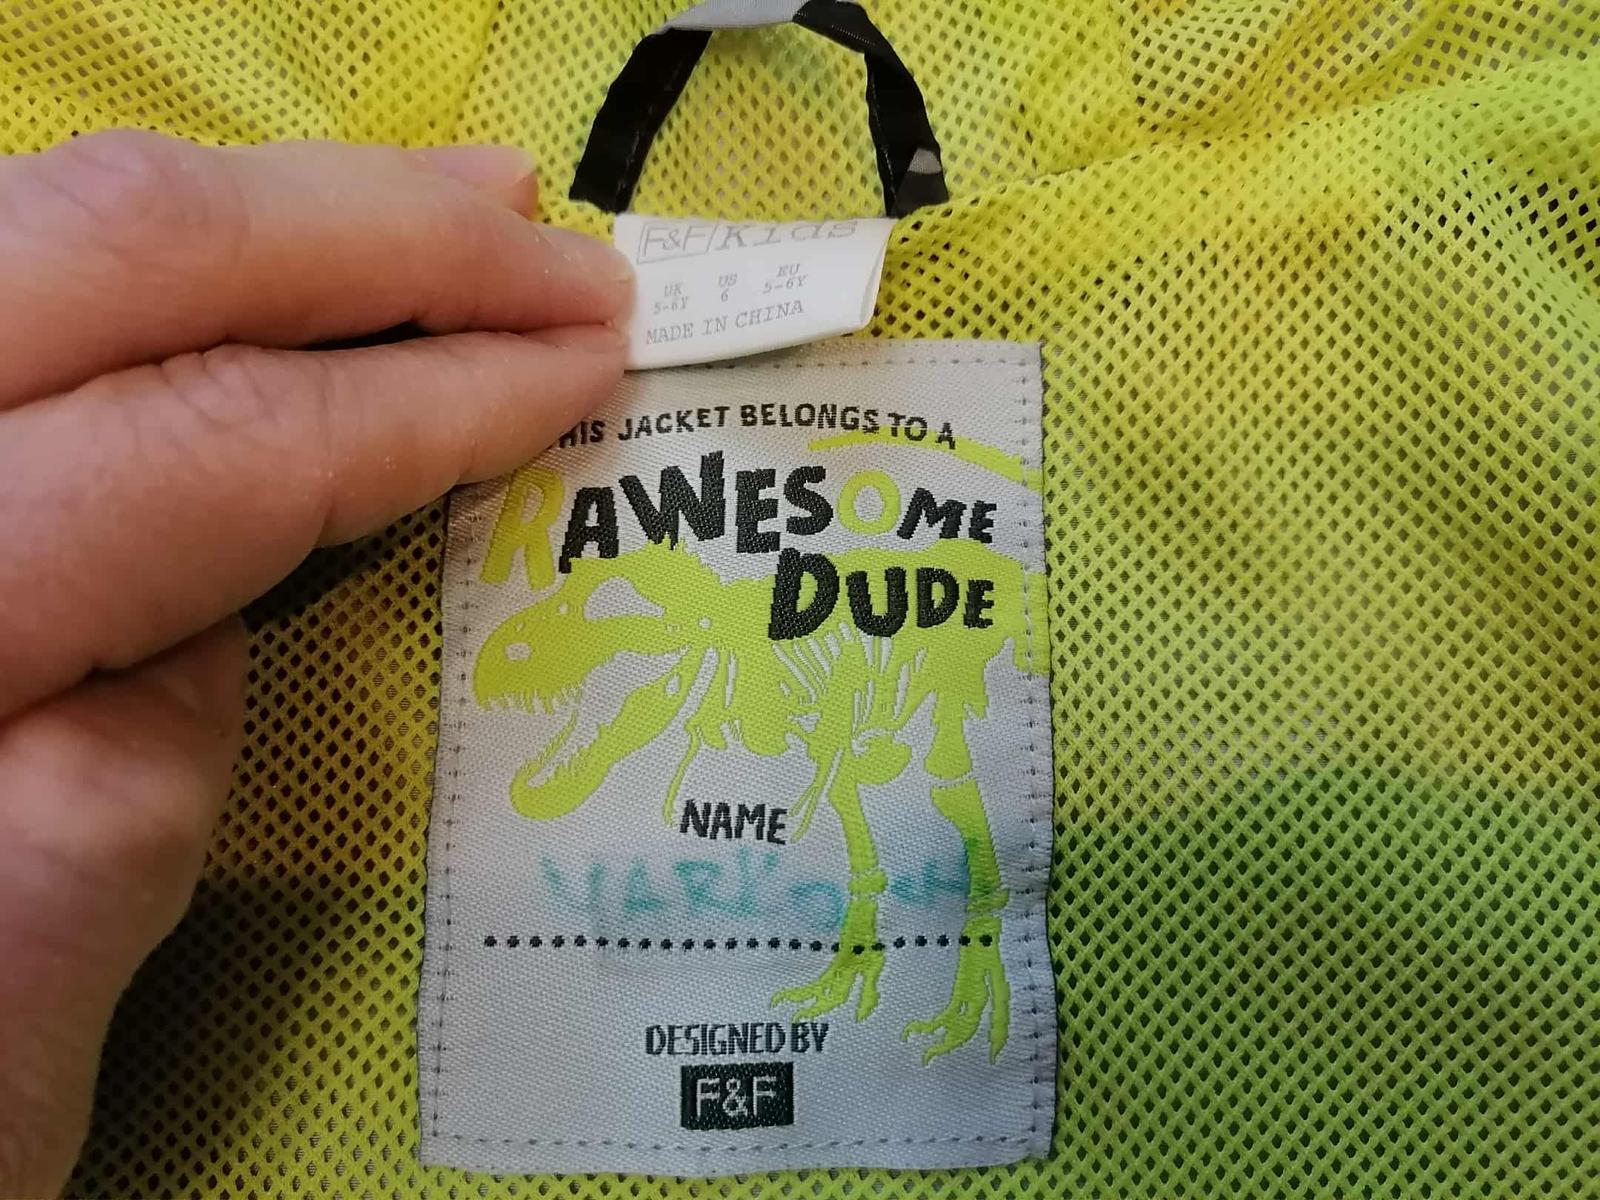 F&F Kids
UK US EU
5-6Y 6 5-6Y
MADE IN CHINA
HIS JACKET BELONGS TO A
RAWESOME
DUDE
NAME
DESIGNED BY
F&F